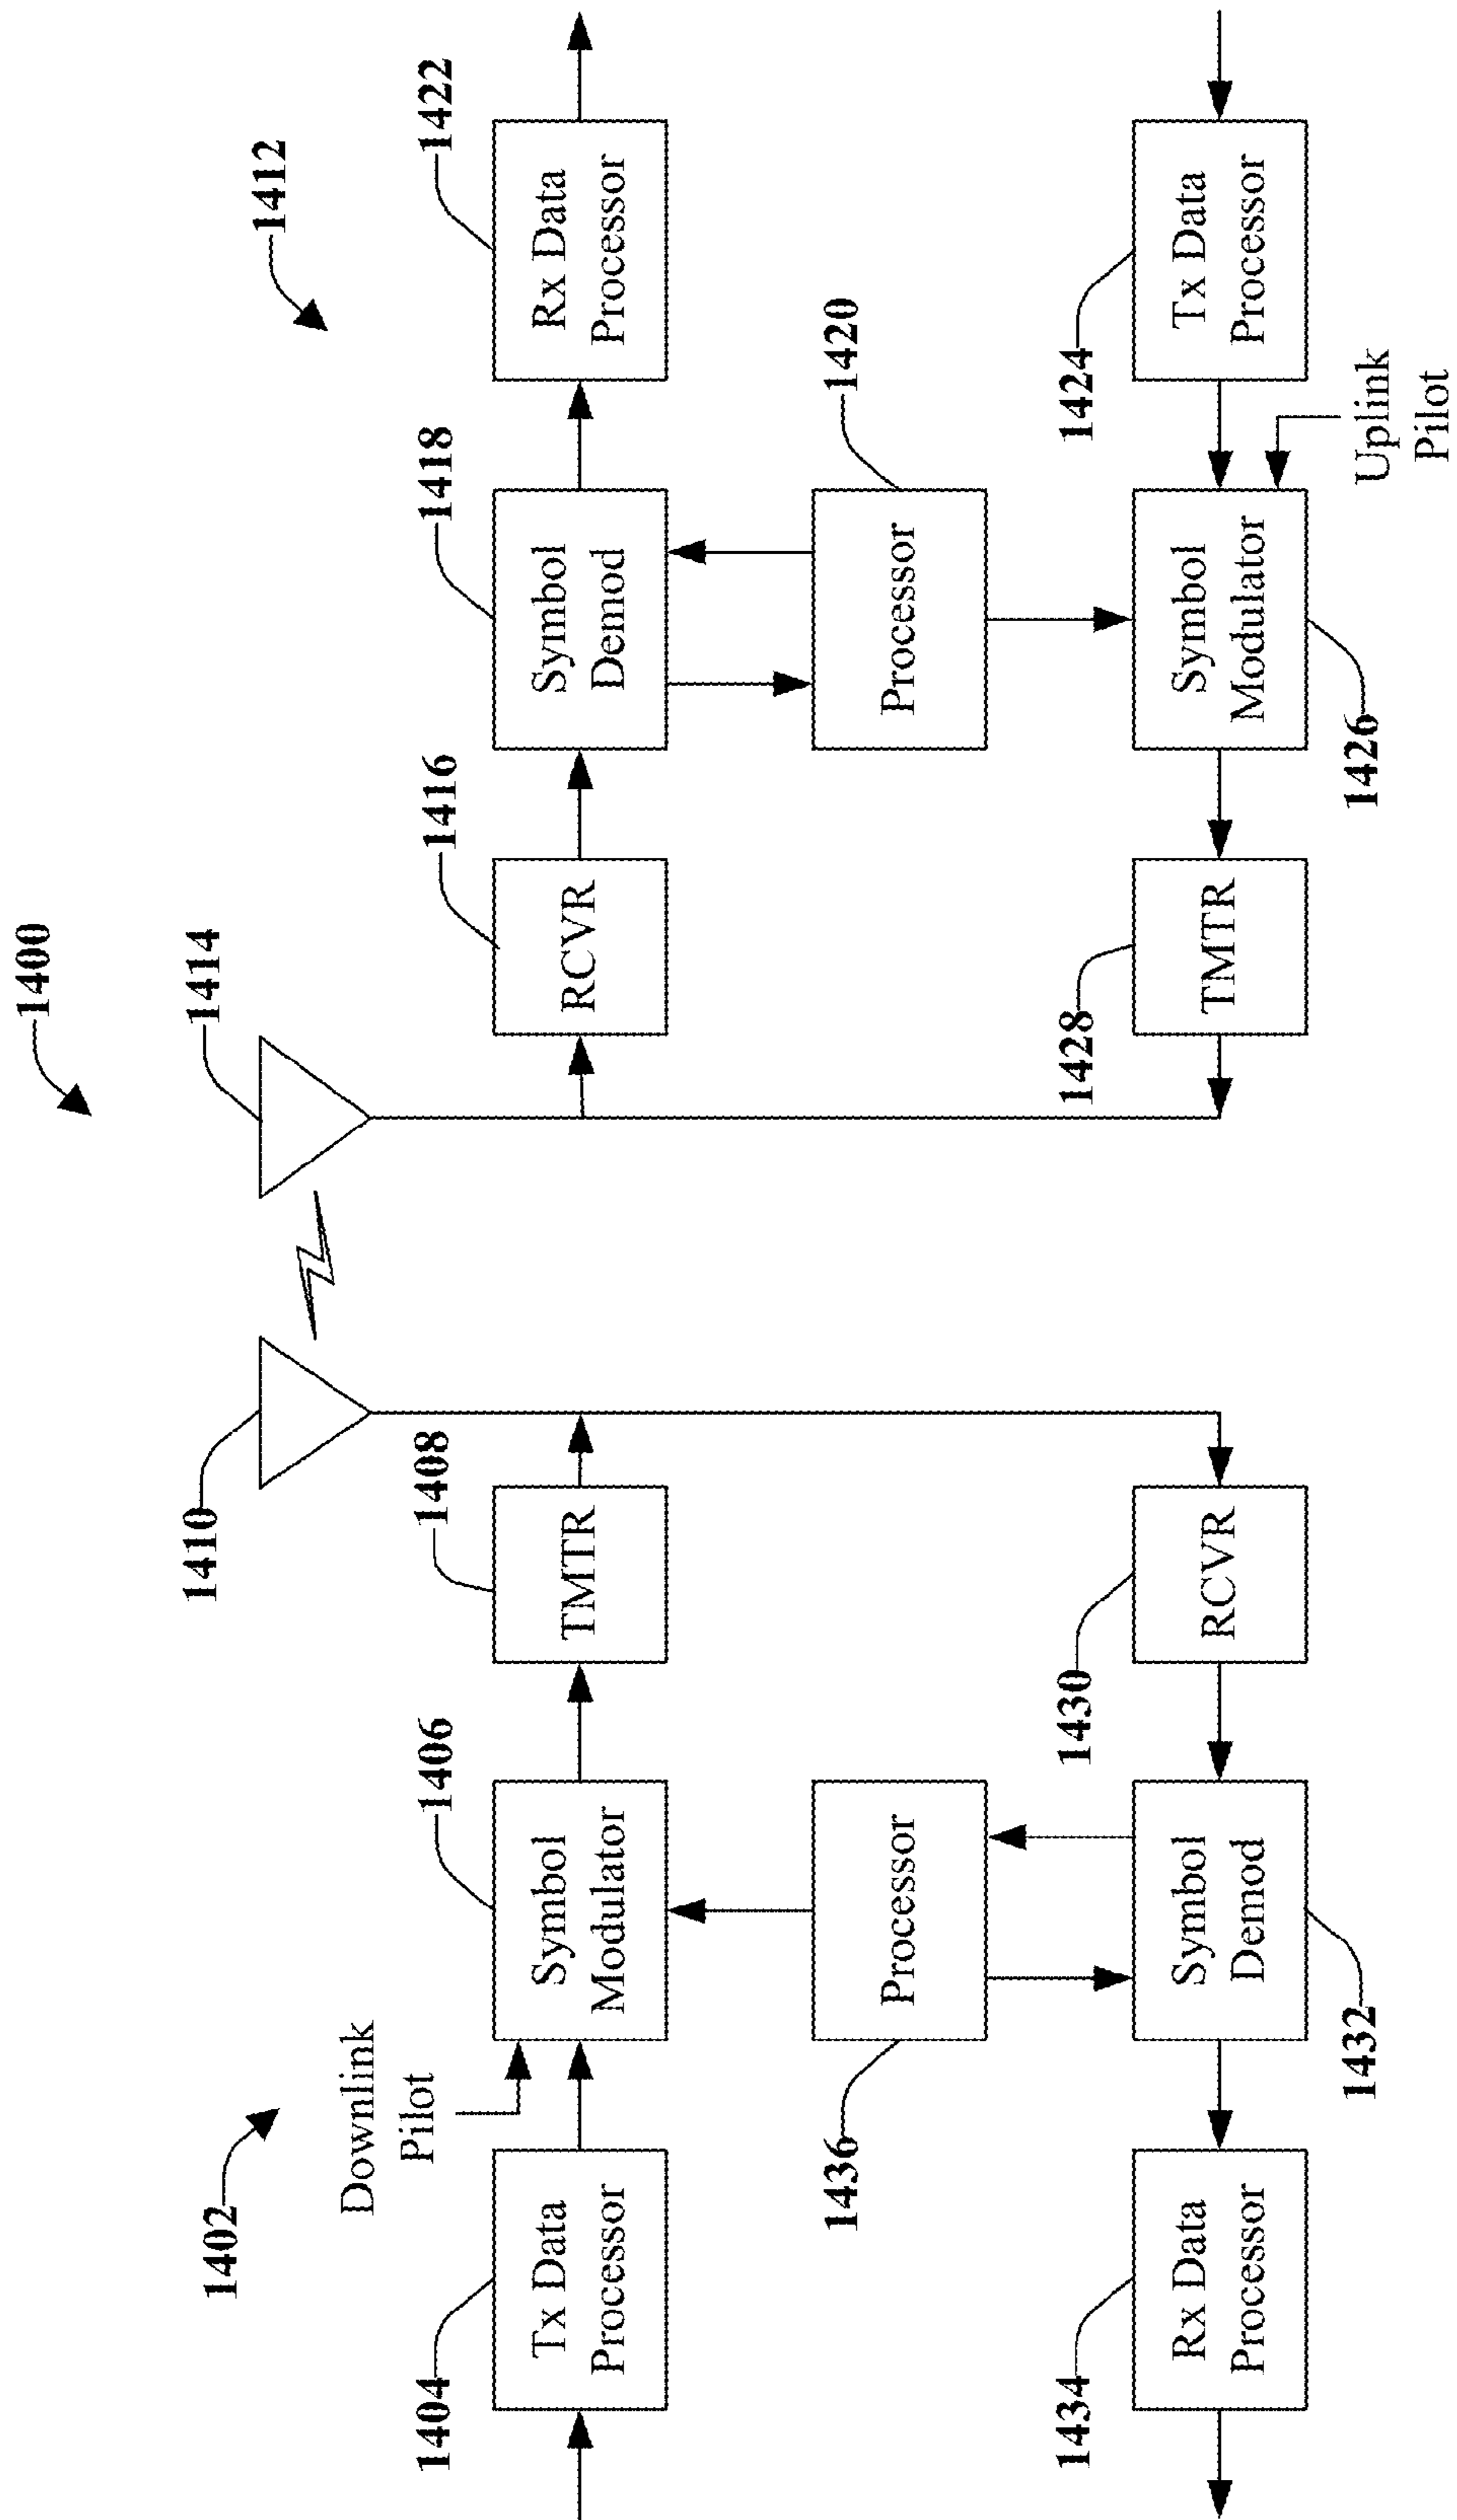 1400
1402
1410
1414
1412
Downlink
Pilot
1404
1406
1408
1416
1418
1422
Tx Data
Processor
Symbol
Modulator
TMTR
RCVR
Symbol
Demod
Rx Data
Processor
1436
Processor
Processor
1420
1434
1430
1428
1424
Rx Data
Processor
Symbol
Demod
RCVR
TMTR
Symbol
Modulator
Tx Data
Processor
1432
1426
Uplink
Pilot